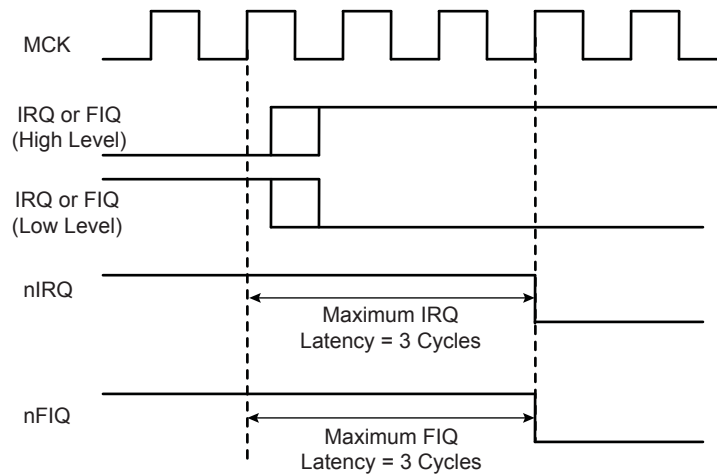 MCK
IRQ or FIQ
(High Level)
IRQ or FIQ
(Low Level)
nIRQ
Maximum IRQ
Latency = 3 Cycles
nFIQ
Maximum FIQ
Latency = 3 Cycles